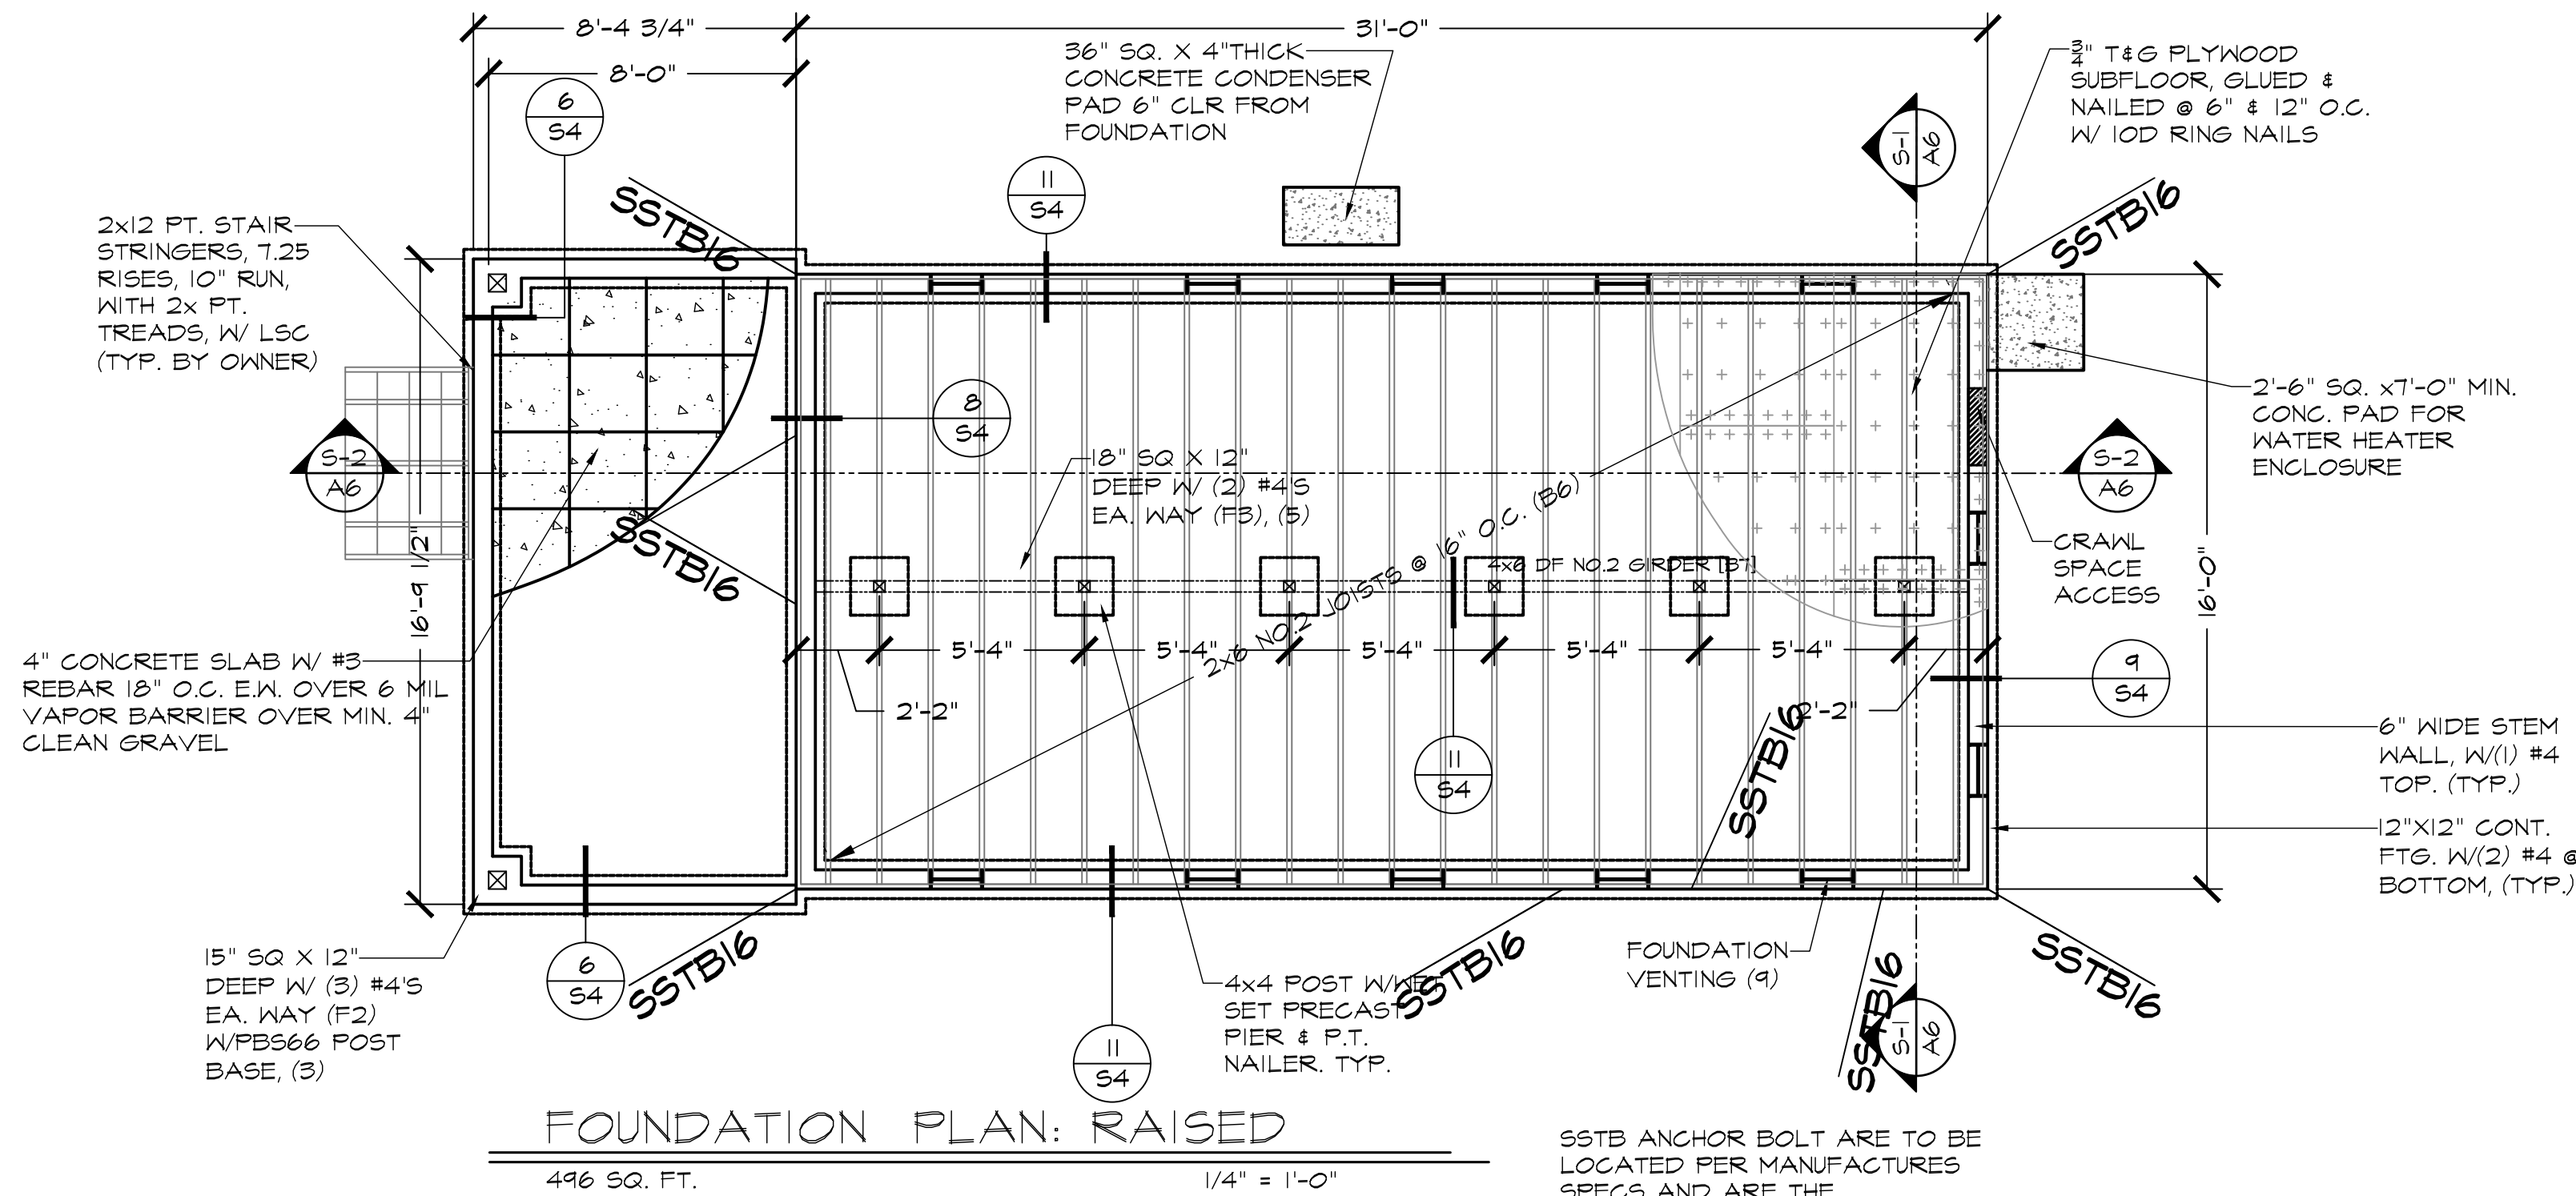 8'-4 3/4"
31'-0"
8'-0"
6
S4
36" SQ. X 4"THICK
CONCRETE CONDENSER
PAD 6" CLR FROM
FOUNDATION
3/4" T&G PLYWOOD
SUBFLOOR, GLUED &
NAILED @ 6" & 12" O.C.
W/ 10D RING NAILS
S-1
A6
11
S4
SSTB16
SSTB16
2x12 PT. STAIR
STRINGERS, 7.25
RISES, 10" RUN,
WITH 2x PT.
TREADS, W/ LSC
(TYP. BY OWNER)
8
S4
2'-6" SQ. x7'-0" MIN.
CONC. PAD FOR
WATER HEATER
ENCLOSURE
S-2
A6
18" SQ X 12"
DEEP W/ (2) #4'S
EA. WAY (F3), (5)
S-2
A6
2x6 NO.2 JOISTS @ 16" O.C. (B6)
4x6 DF NO.2 GIRDER [B7]
SSTB16
CRAWL
SPACE
ACCESS
16'-9 1/2"
16'-0"
5'-4"
5'-4"
5'-4"
5'-4"
5'-4"
2'-2"
2'-2"
4" CONCRETE SLAB W/ #3
REBAR 18" O.C. E.W. OVER 6 MIL
VAPOR BARRIER OVER MIN. 4"
CLEAN GRAVEL
9
S4
6" WIDE STEM
WALL, W/(1) #4
TOP. (TYP.)
11
S4
SSTB16
12"X12" CONT.
FTG. W/(2) #4 @
BOTTOM, (TYP.)
15" SQ X 12"
DEEP W/ (3) #4'S
EA. WAY (F2)
W/PBS66 POST
BASE, (3)
6
S4
SSTB16
11
S4
4x4 POST W/WET
SET PRECAST
PIER & P.T.
NAILER. TYP.
SSTB16
FOUNDATION
VENTING (9)
SSTB16
S-1
A6
SSTB16
FOUNDATION PLAN: RAISED
496 SQ. FT.
1/4" = 1'-0"
SSTB ANCHOR BOLT ARE TO BE
LOCATED PER MANUFACTURES
SPECS AND ARE THE